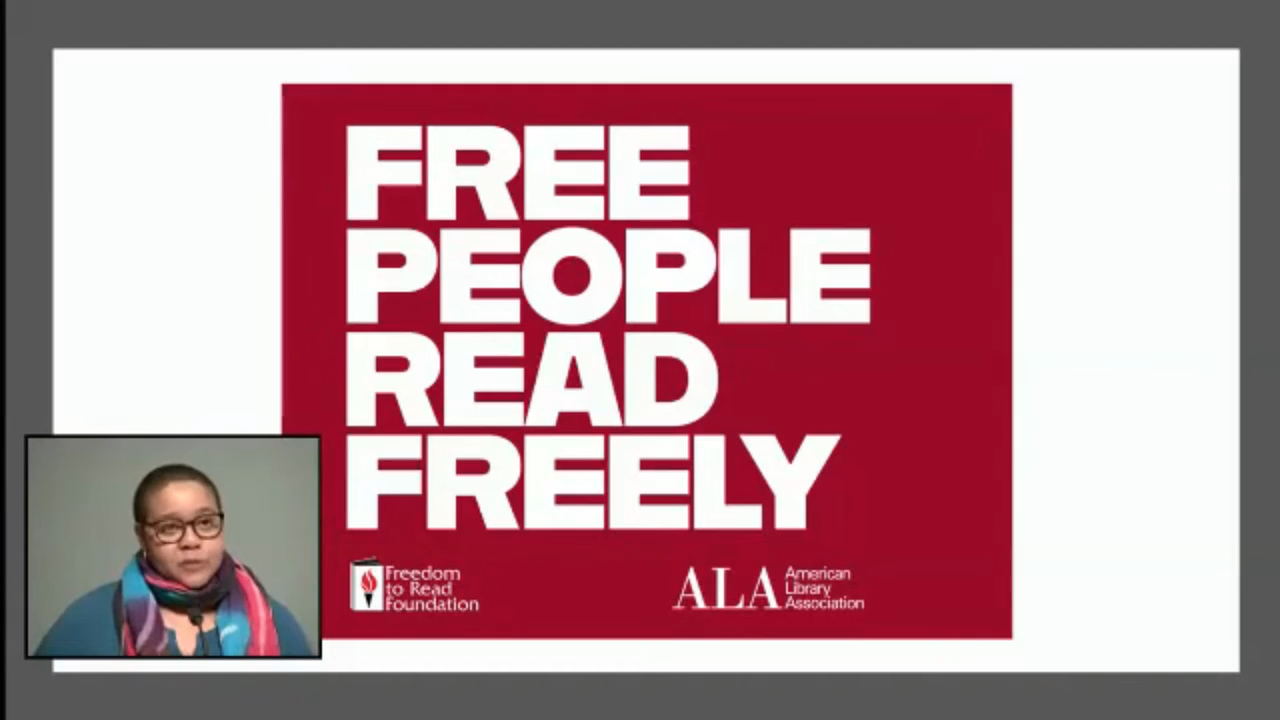 FREE
PEOPLE
READ
FREELY
Freedom
to Read
Foundation
ALA
American
Library
Association